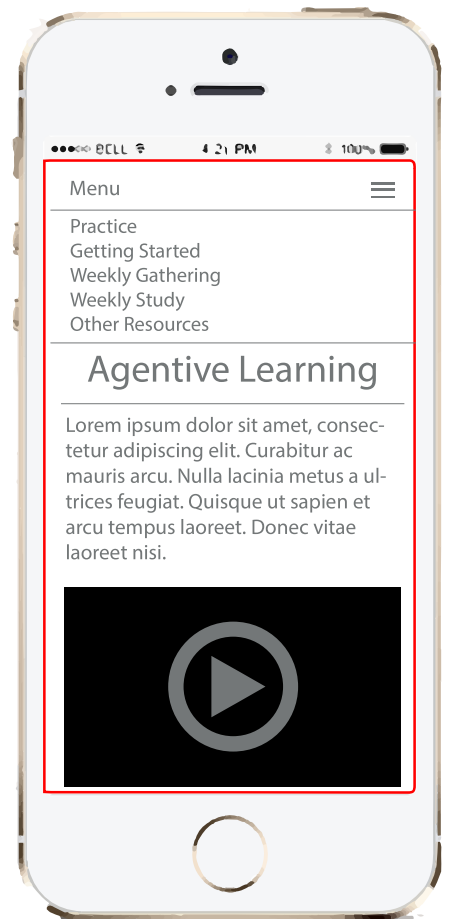 BELL 4:21 PM 100%
Menu
Practice
Getting Started
Weekly Gathering
Weekly Study
Other Resources
Agentive Learning
Lorem ipsum dolor sit amet, consec-
tetur adipiscing elit. Curabitur ac
mauris arcu. Nulla lacinia metus a ul-
trices feugiat. Quisque ut sapien et
arcu tempus laoreet. Donec vitae
laoreet nisi.